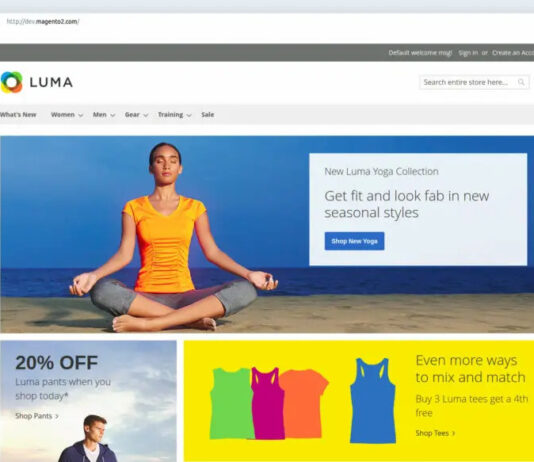 http://dev.magento2.com/
Default welcome msg! Sign in or Create an Acco
LUMA
Search entire store here...
What's New Women Men Gear Training Sale
New Luma Yoga Collection
Get fit and look fab in new
seasonal styles
Shop New Yoga
20% OFF
Luma pants when you
shop today*
Shop Pants >
Even more ways
to mix and match
Buy 3 Luma tees get a 4th
free
Shop Tees >